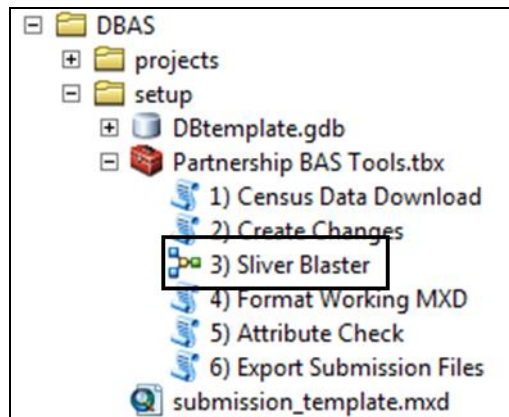 DBAS
projects
setup
DBtemplate.gdb
Partnership BAS Tools.tbx
1) Census Data Download
2) Create Changes
3) Sliver Blaster
4) Format Working MXD
5) Attribute Check
6) Export Submission Files
submission_template.mxd